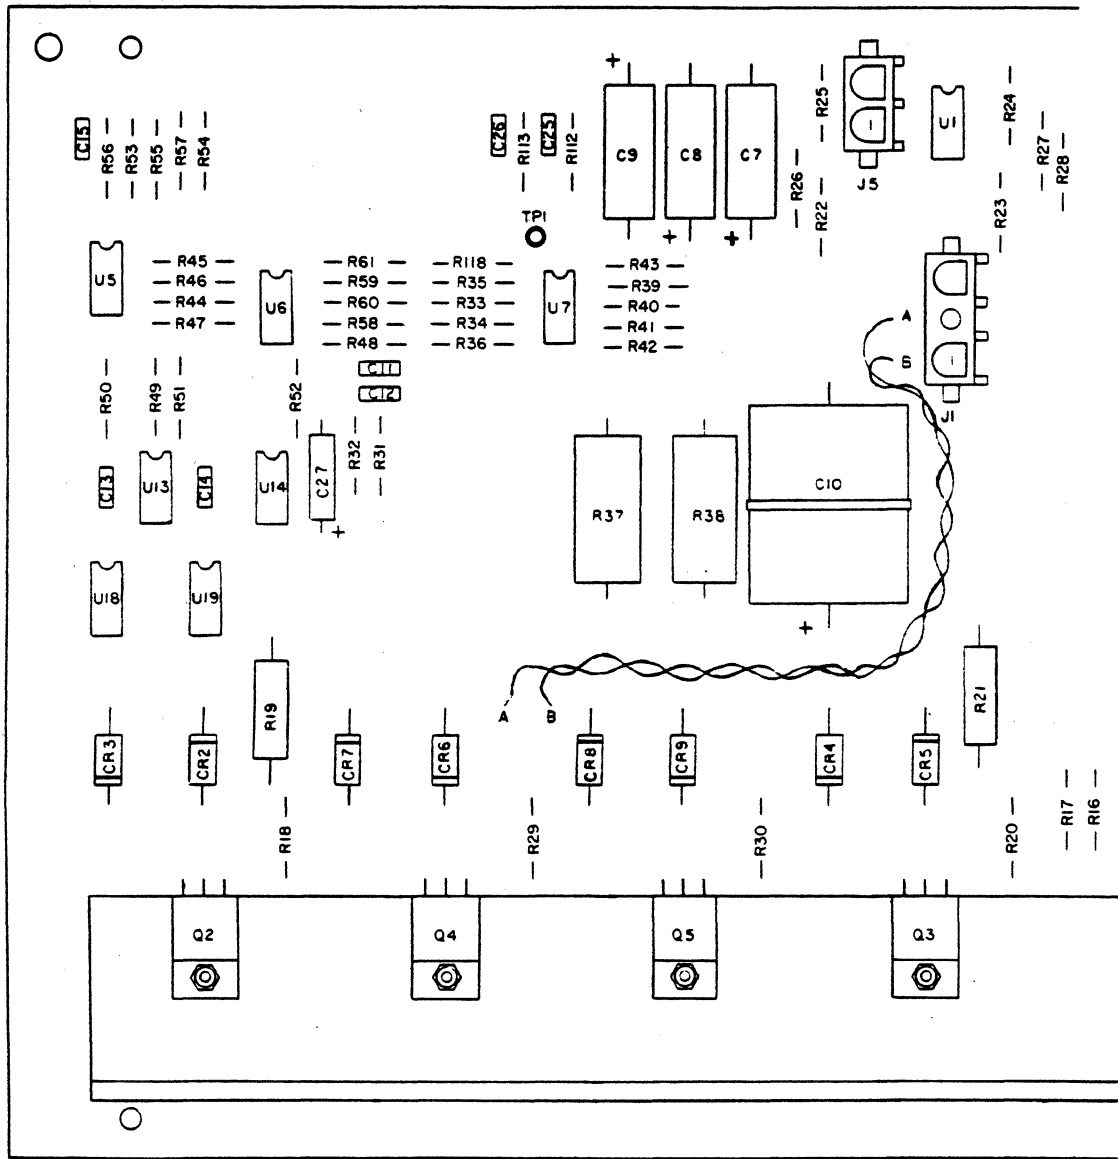 C15
R56
R53
R55
R57
R54
C26
R113
C25
R112
+
C9
C8
C7
+
+
R25
R26
R22
J5
U1
R24
R27
R28
R23
TP1
U5
R45
R46
R44
R47
U6
R61
R59
R60
R58
R48
R118
R35
R33
R34
R36
U7
R43
R39
R40
R41
R42
A
B
J1
C11
C12
R50
R49
R51
R52
R32
R31
C13
U13
C14
U14
C27
+
R37
R38
C10
+
U18
U19
R19
R21
A
B
CR3
CR2
CR7
CR6
CR8
CR9
CR4
CR5
R18
R29
R30
R20
R17
R16
Q2
Q4
Q5
Q3